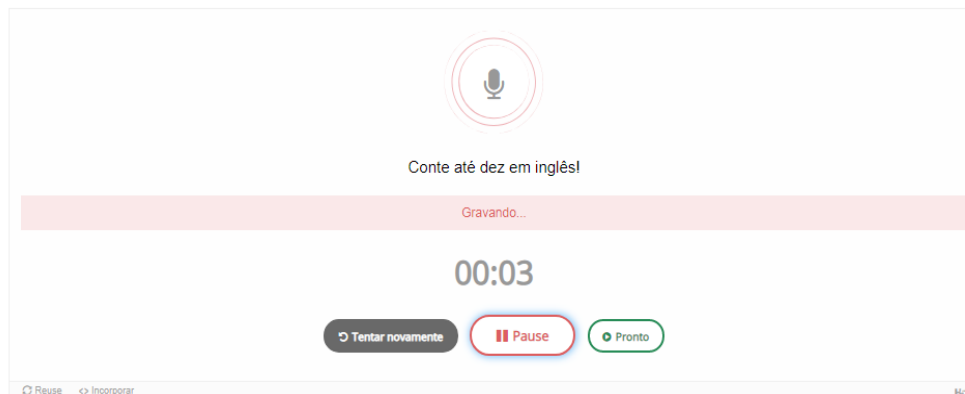 Conte até dez em inglês!
Gravando...
00:03
Tentar novamente Pause Pronto
Reuse <> Incorporar